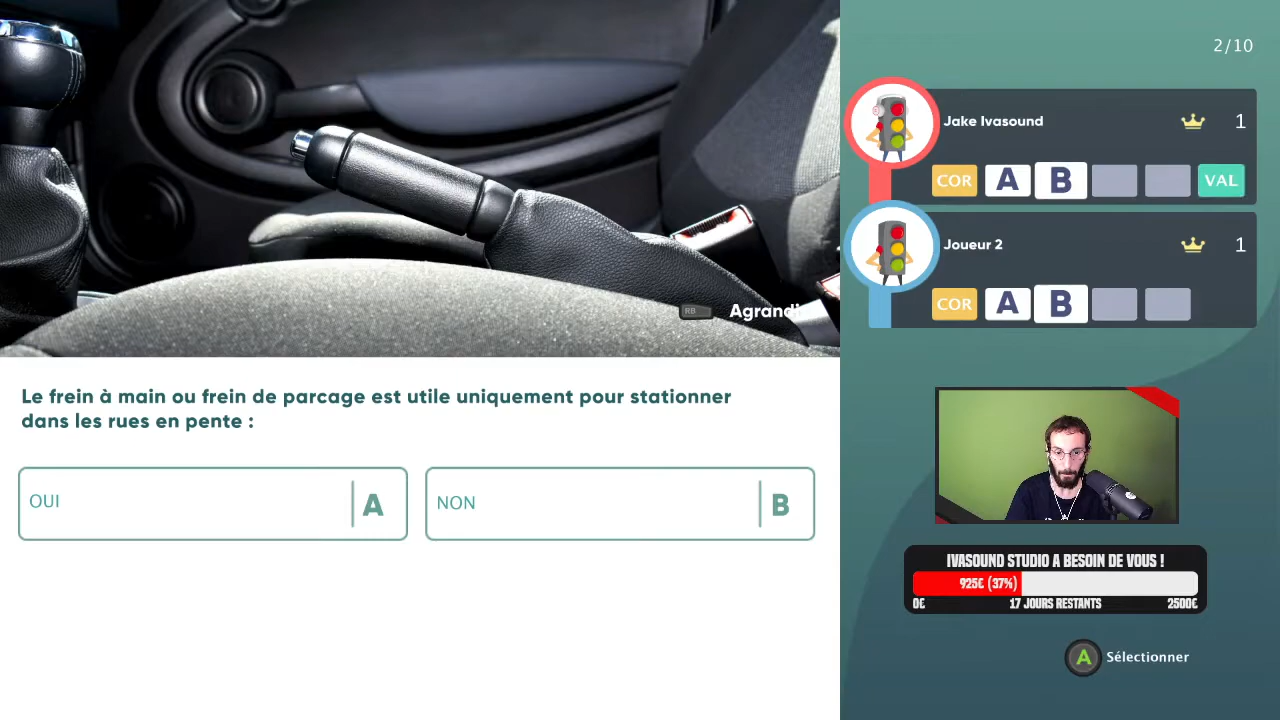 2/10
Jake Ivasound 1
COR A B VAL
Joueur 2 1
COR A B
RB Agrandi
Le frein à main ou frein de parcage est utile uniquement pour stationner
dans les rues en pente :
OUI A
NON B
IVASOUND STUDIO A BESOIN DE VOUS !
925€ (37%)
0€ 17 JOURS RESTANTS 2500€
A Sélectionner